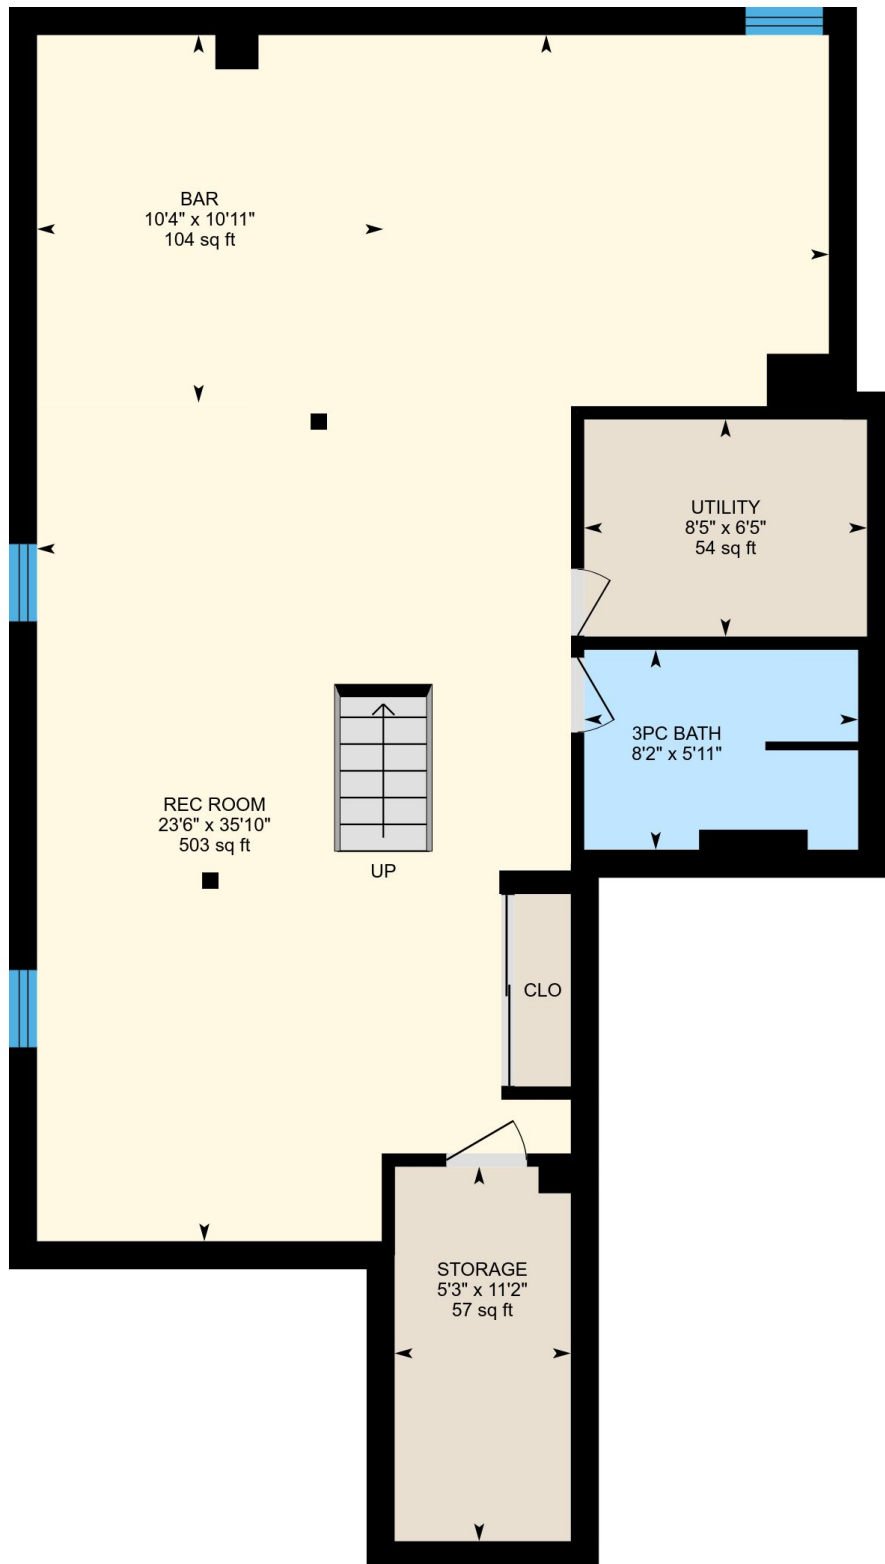 BAR
10'4" x 10'11"
104 sq ft
UTILITY
8'5" x 6'5"
54 sq ft
3PC BATH
8'2" x 5'11"
REC ROOM
23'6" x 35'10"
503 sq ft
UP
CLO
STORAGE
5'3" x 11'2"
57 sq ft